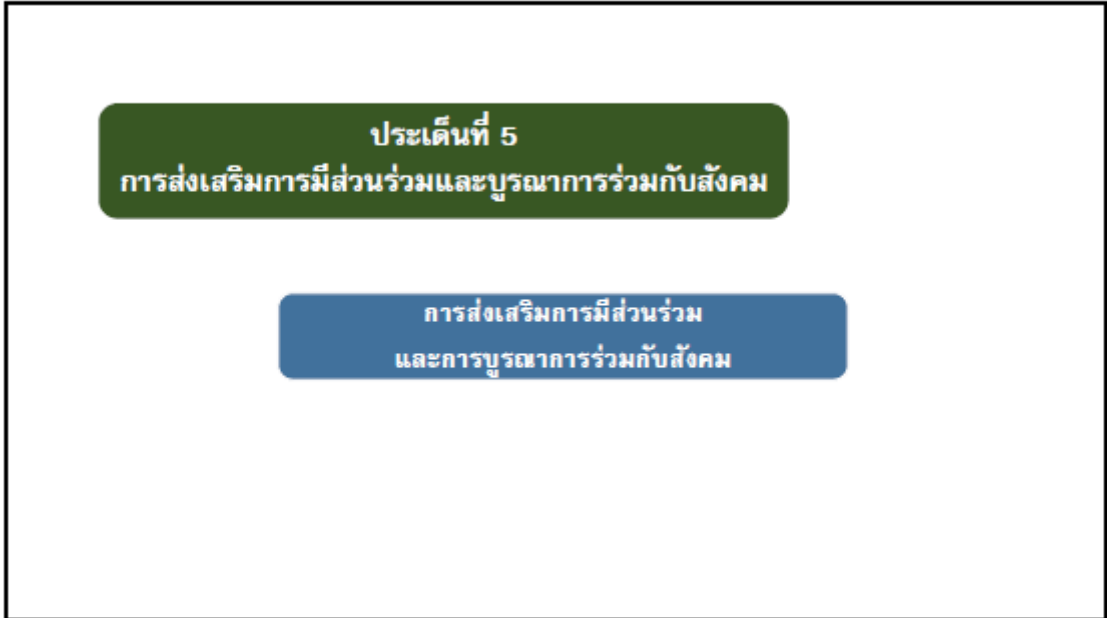 ประเด็นที่ 5
การส่งเสริมการมีส่วนร่วมและบูรณาการร่วมกับสังคม
การส่งเสริมการมีส่วนร่วม
และการบูรณาการร่วมกับสังคม